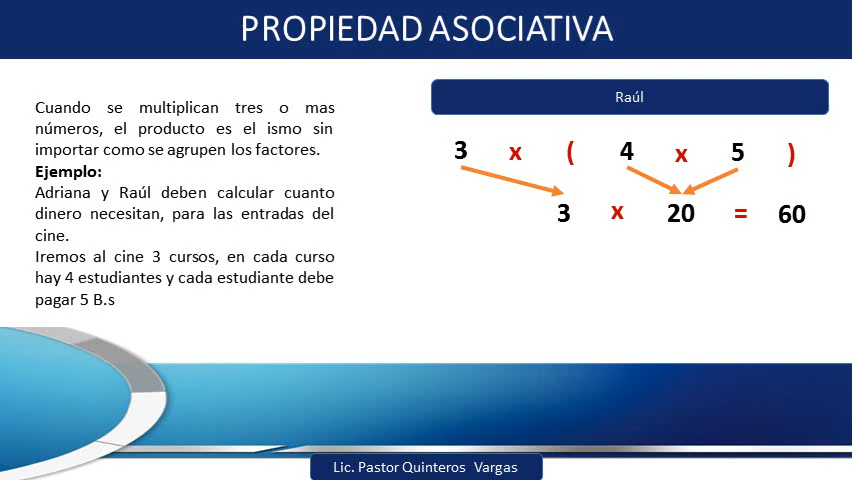 PROPIEDAD ASOCIATIVA
Cuando se multiplican tres o mas
números, el producto es el ismo sin
importar como se agrupen los factores.
Ejemplo:
Adriana y Raúl deben calcular cuanto
dinero necesitan, para las entradas del
cine.
Iremos al cine 3 cursos, en cada curso
hay 4 estudiantes y cada estudiante debe
pagar 5 B.s
Raúl
3 x ( 4 x 5 )
3 x 20 = 60
Lic. Pastor Quinteros Vargas